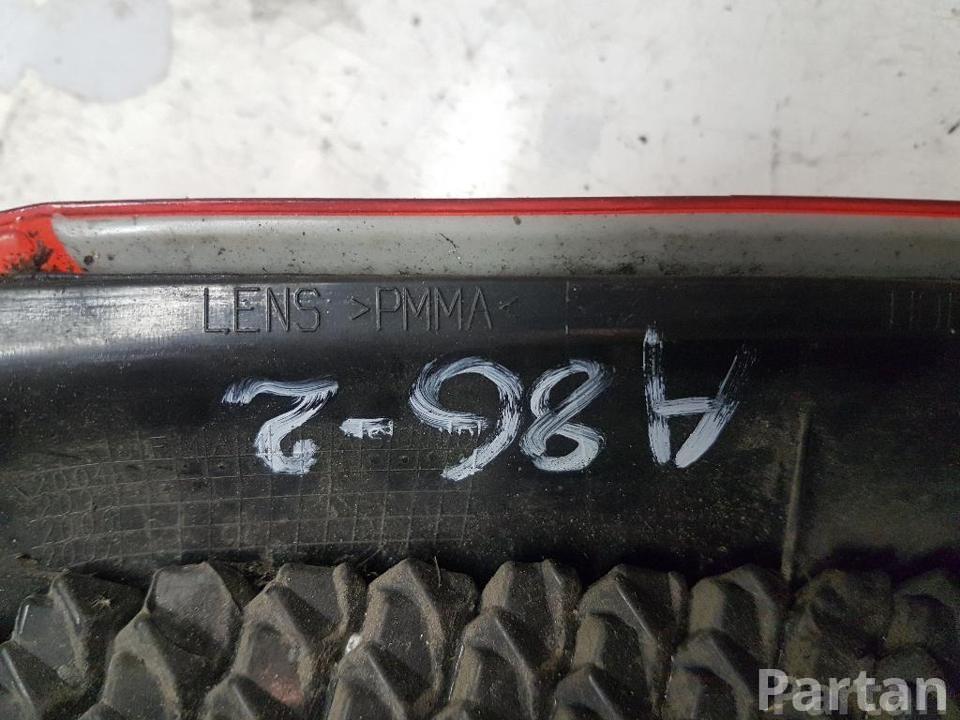 LENS >PMMA<
A86-2
Partan